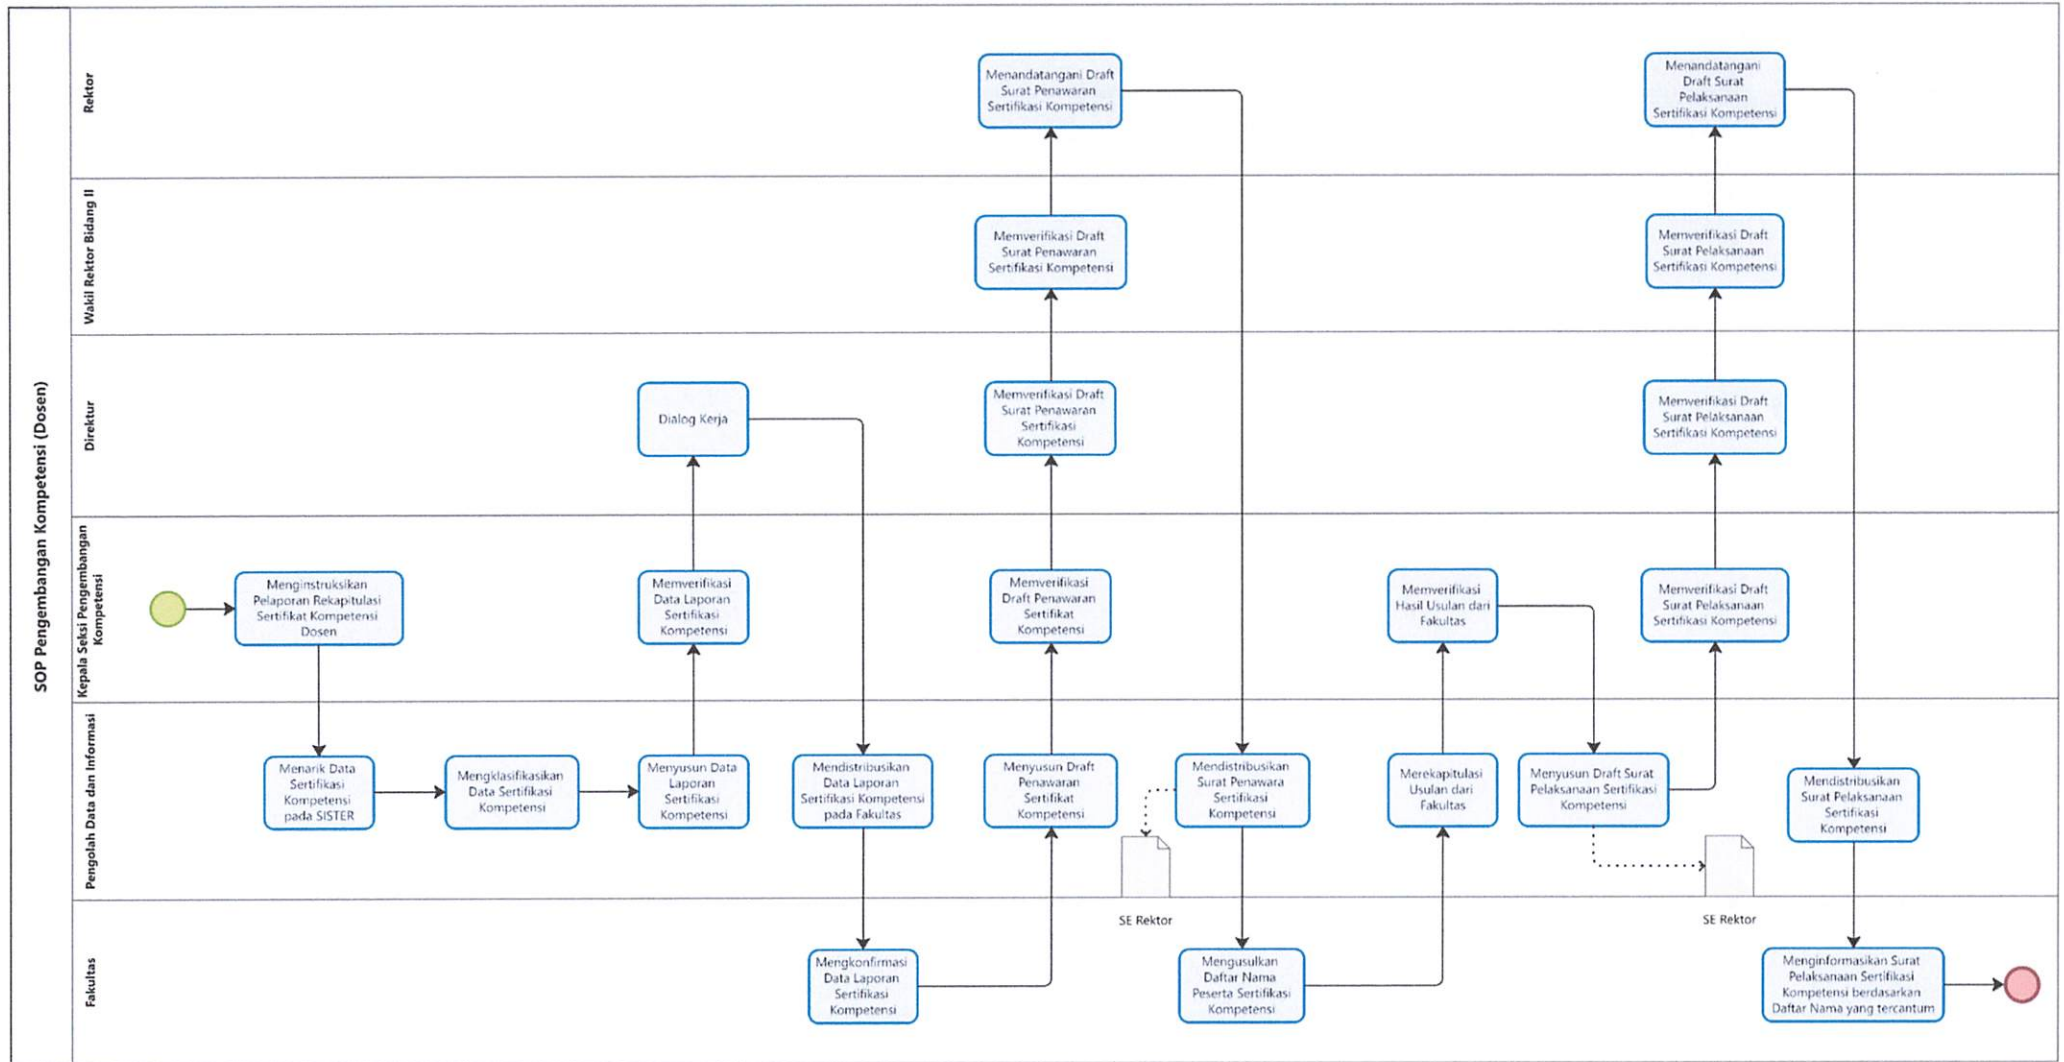 SOP Pengembangan Kompetensi (Dosen)
Rektor
Menandatangani Draft
Surat Penawaran
Sertifikasi Kompetensi
Menandatangani
Draft Surat
Pelaksanaan
Sertifikasi Kompetensi
Wakil Rektor Bidang II
Memverifikasi Draft
Surat Penawaran
Sertifikasi Kompetensi
Memverifikasi Draft
Surat Pelaksanaan
Sertifikasi Kompetensi
Direktur
Dialog Kerja
Memverifikasi Draft
Surat Penawaran
Sertifikasi
Kompetensi
Memverifikasi Draft
Surat Pelaksanaan
Sertifikasi Kompetensi
Kepala Seksi Pengembangan
Kompetensi
Menginstruksikan
Pelaporan Rekapitulasi
Sertifikat Kompetensi
Dosen
Memverifikasi
Data Laporan
Sertifikasi
Kompetensi
Memverifikasi
Draft Penawaran
Sertifikat
Kompetensi
Memverifikasi
Hasil Usulan dari
Fakultas
Memverifikasi Draft
Surat Pelaksanaan
Sertifikasi Kompetensi
Pengolah Data dan Informasi
Menarik Data
Sertifikasi
Kompetensi
pada SISTER
Mengklasifikasikan
Data Sertifikasi
Kompetensi
Menyusun Data
Laporan
Sertifikasi
Kompetensi
Mendistribusikan
Data Laporan
Sertifikasi Kompetensi
pada Fakultas
Menyusun Draft
Penawaran
Sertifikat
Kompetensi
Mendistribusikan
Surat Penawara
Sertifikasi
Kompetensi
Merekapitulasi
Usulan dari
Fakultas
Menyusun Draft Surat
Pelaksanaan Sertifikasi
Kompetensi
Mendistribusikan
Surat Pelaksanaan
Sertifikasi
Kompetensi
SE Rektor
SE Rektor
Fakultas
Mengkonfirmasi
Data Laporan
Sertifikasi
Kompetensi
Mengusulkan
Daftar Nama
Peserta Sertifikasi
Kompetensi
Menginformasikan Surat
Pelaksanaan Sertifikasi
Kompetensi berdasarkan
Daftar Nama yang tercantum